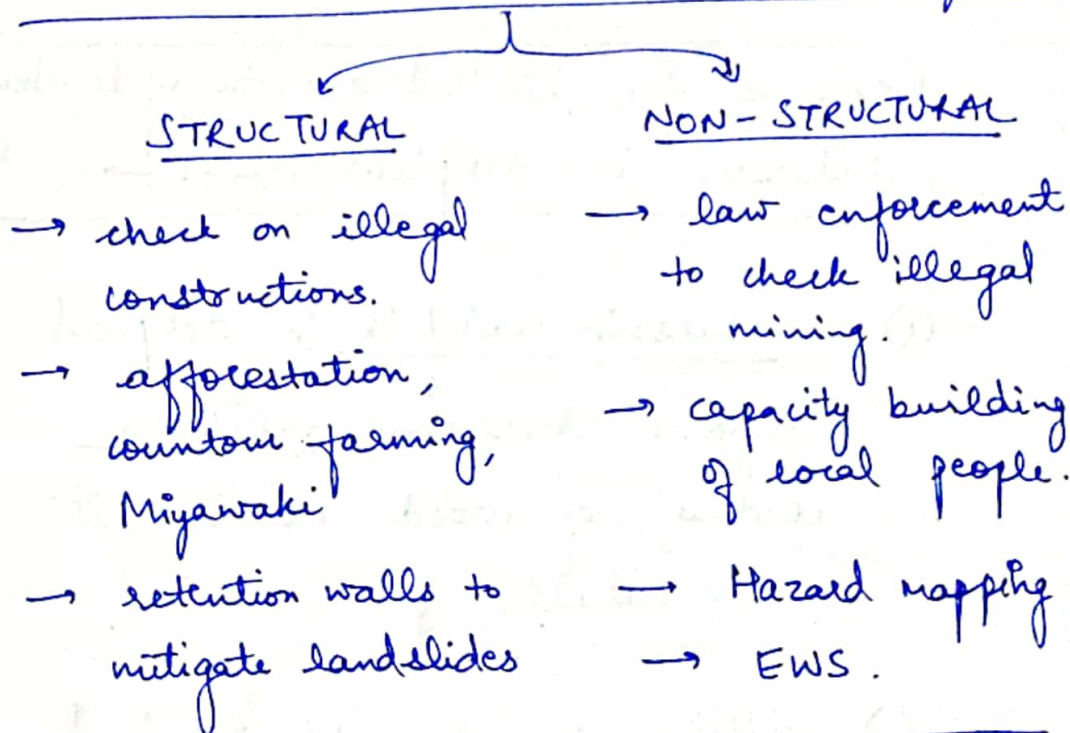 STRUCTURAL
→ check on illegal
constructions.
→ afforestation,
countour farming,
Miyawaki
→ retention walls to
mitigate landslides
NON-STRUCTURAL
→ law enforcement
to check illegal
mining.
→ capacity building
of local people.
→ Hazard mapping
→ EWS.